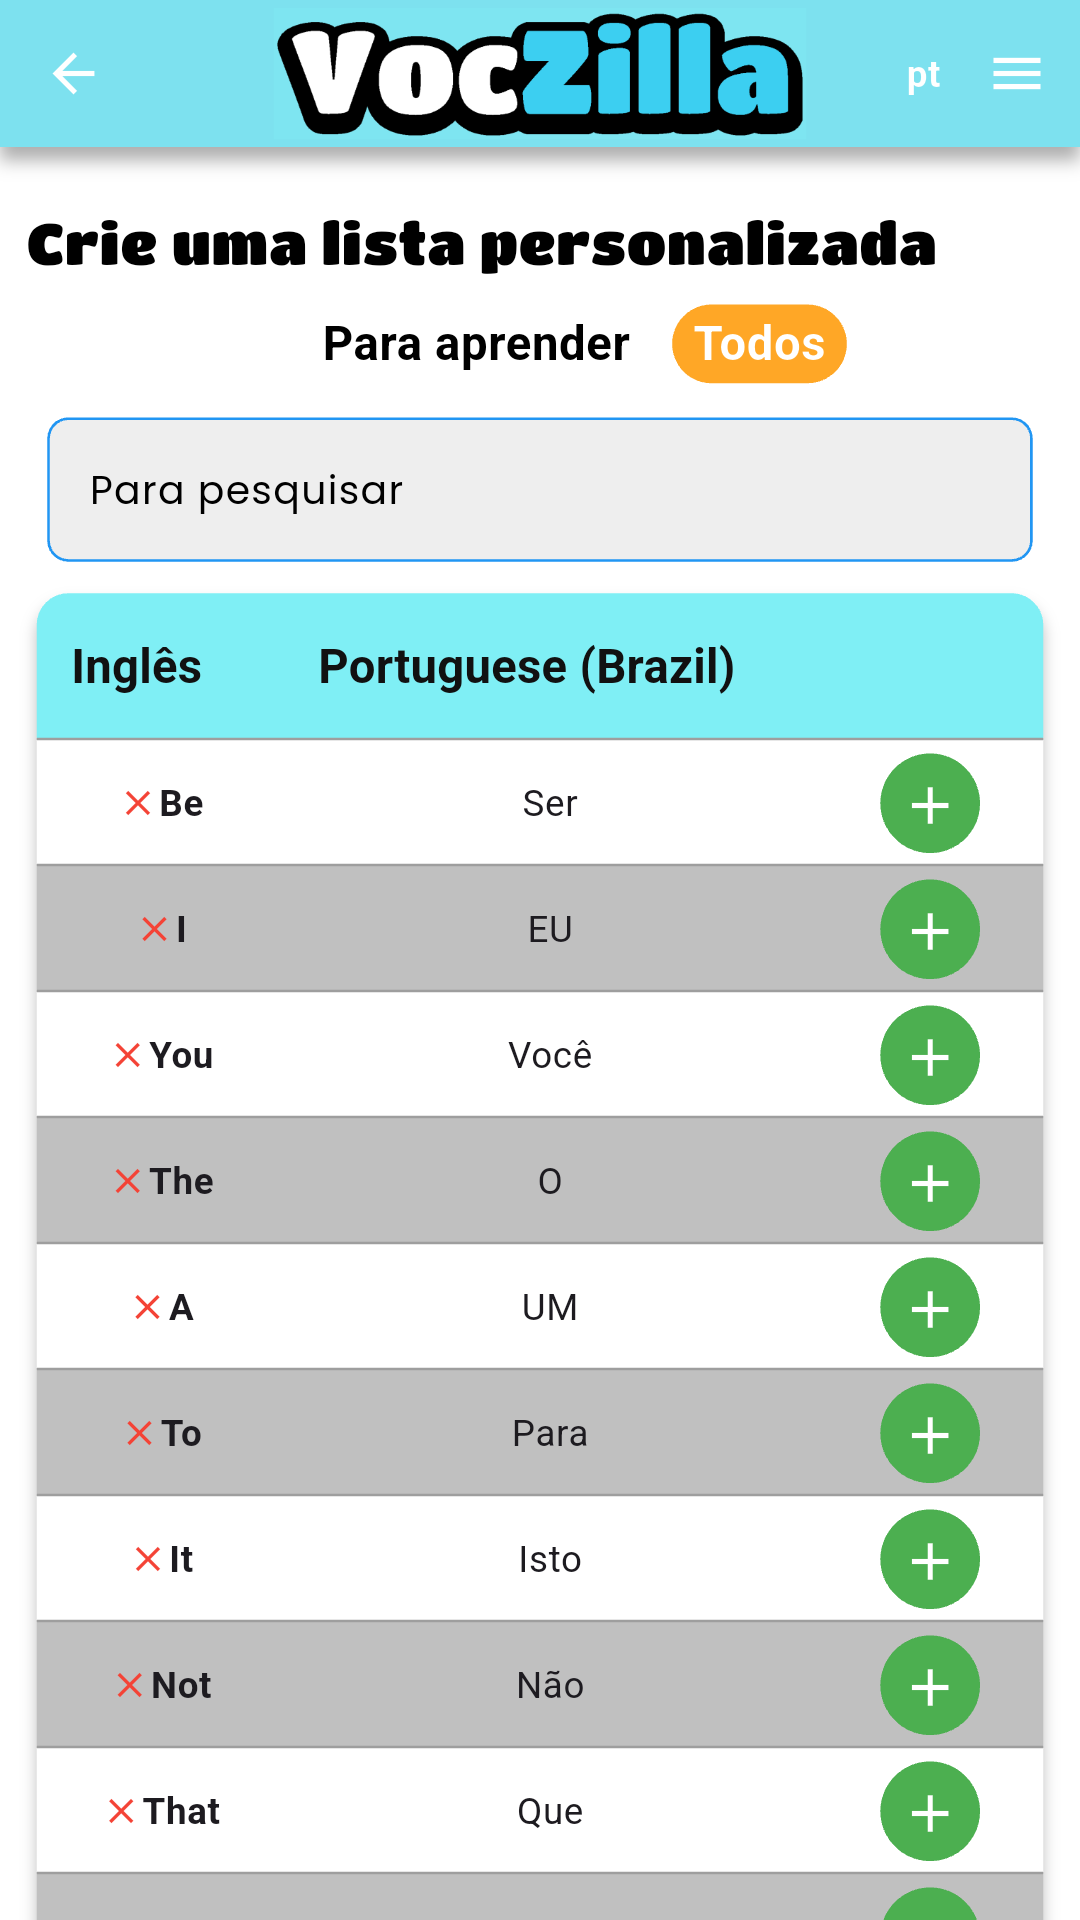 VocZilla
pt
Crie uma lista personalizada
Para aprender Todos
Para pesquisar
Inglês Portuguese (Brazil)
Be Ser
I EU
You Você
The O
A UM
To Para
It Isto
Not Não
That Que